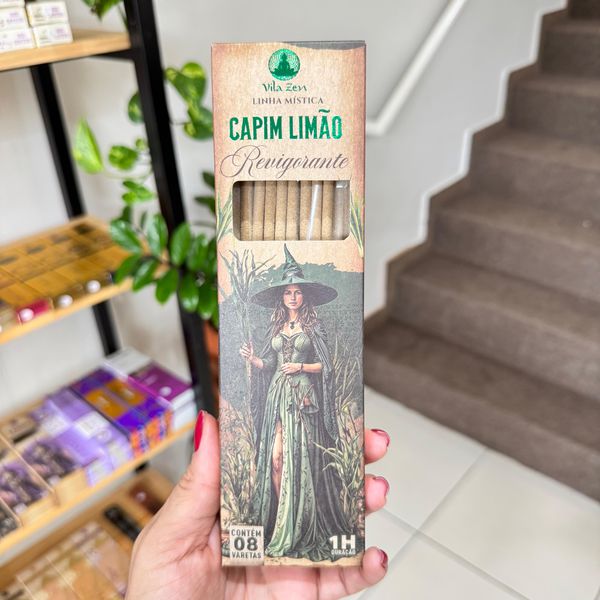 Vila Zen
LINHA MÍSTICA
CAPIM LIMÃO
Revigorante
CONTÉM
08
VARETAS
1H
DURAÇÃO